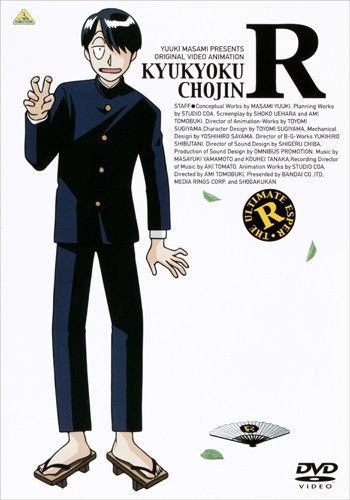 YUUKI MASAMI PRESENTS
ORIGINAL VIDEO ANIMATION
KYUKYOKU
CHOJIN
R
STAFF●Conceptual Works by MASAMI YUUKI. Planning Works
by STUDIO COA. Screenplay by SHOKO UEHARA and AMI
TOMOBUKI. Director of Animation-Works by TOYOMI
SUGIYAMA.Character Design by TOYOMI SUGIYAMA, Mechanical
Design by YOSHIHIRO SAYAMA. Director of B-G-Works YUKIHIRO
SHIBUTANI. Director of Sound Design by SHIGERU CHIBA,
Production of Sound Design by OMNIBUS PROMOTION. Music by
MASAYUKI YAMAMOTO and KOUHEI TANAKA,Recording Director
of Music by AKI TOMATO. Animation Works by STUDIO COA.
Directed by AMI TOMOBUKI, Presented by BANDAI CO.,ITD,
MEDIA RINGS CORP. and SHIGAKUKAN
THE ULTIMATE ESPER
R
DVD
VIDEO